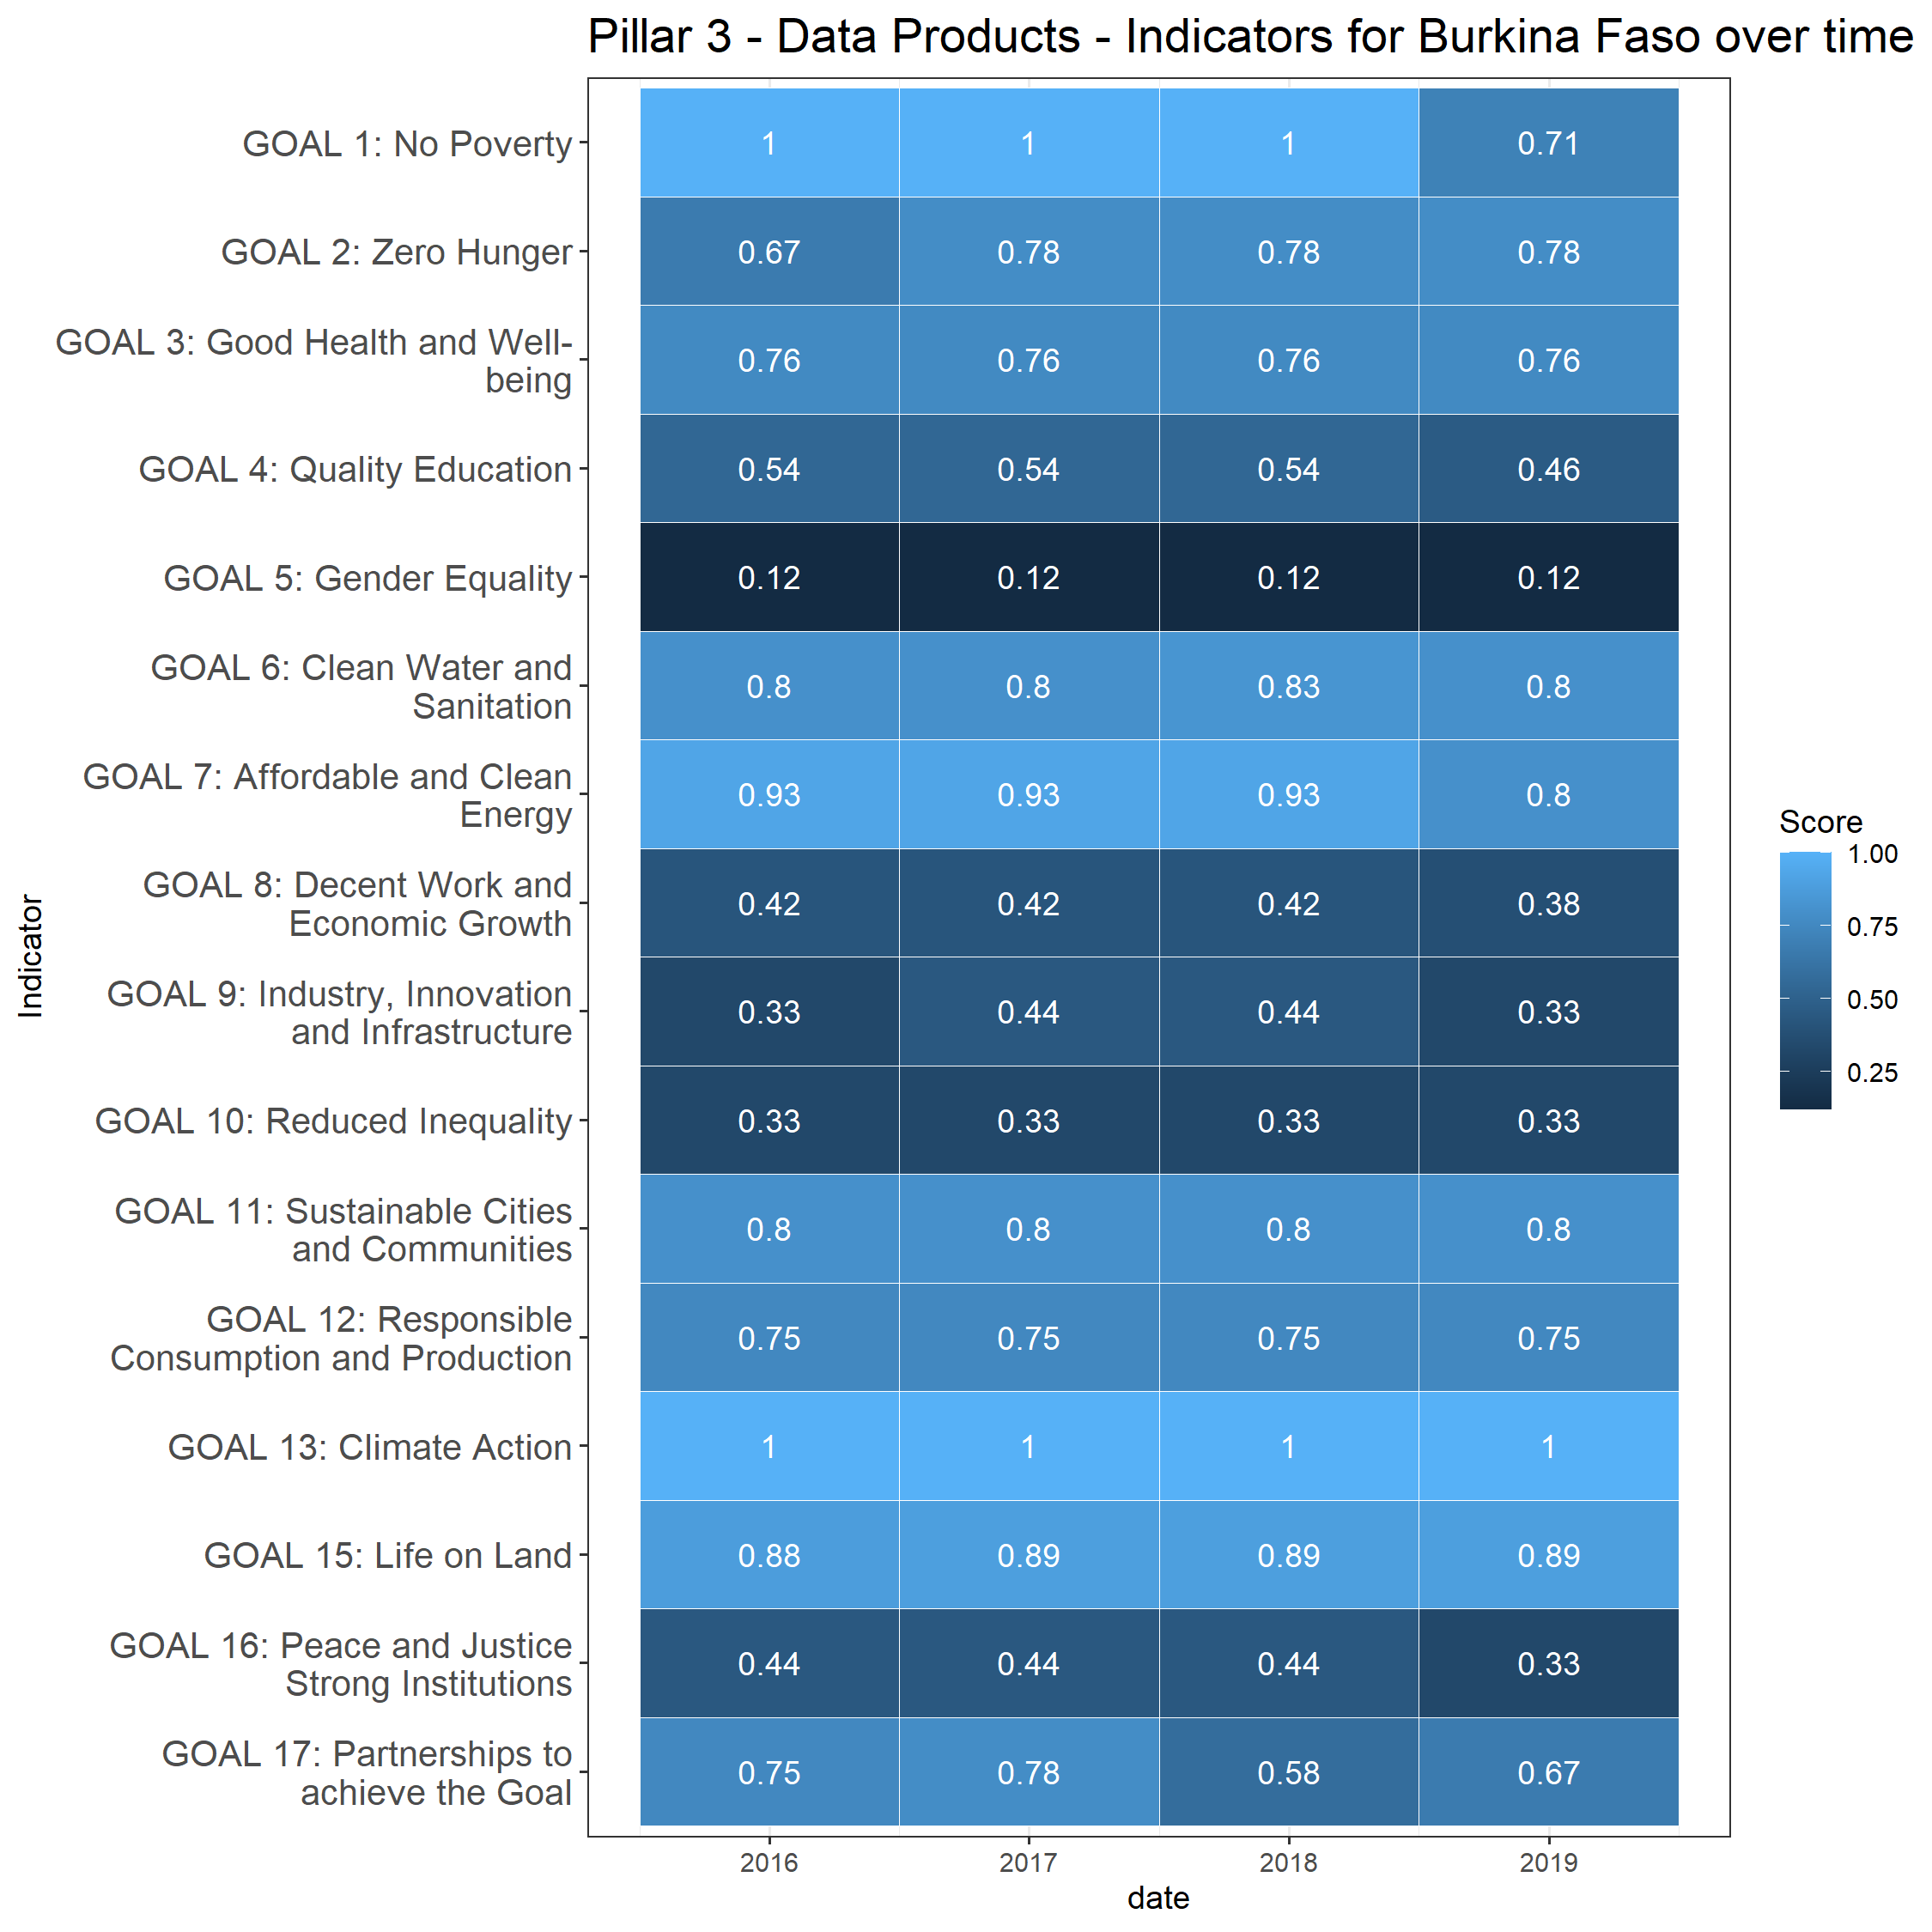 Pillar 3 - Data Products - Indicators for Burkina Faso over time
GOAL 1: No Poverty
1 1 1 0.71
GOAL 2: Zero Hunger
0.67 0.78 0.78 0.78
GOAL 3: Good Health and Well-
being
0.76 0.76 0.76 0.76
GOAL 4: Quality Education
0.54 0.54 0.54 0.46
GOAL 5: Gender Equality
0.12 0.12 0.12 0.12
GOAL 6: Clean Water and
Sanitation
0.8 0.8 0.83 0.8
GOAL 7: Affordable and Clean
Energy
0.93 0.93 0.93 0.8
GOAL 8: Decent Work and
Economic Growth
0.42 0.42 0.42 0.38
GOAL 9: Industry, Innovation
and Infrastructure
0.33 0.44 0.44 0.33
GOAL 10: Reduced Inequality
0.33 0.33 0.33 0.33
GOAL 11: Sustainable Cities
and Communities
0.8 0.8 0.8 0.8
GOAL 12: Responsible
Consumption and Production
0.75 0.75 0.75 0.75
GOAL 13: Climate Action
1 1 1 1
GOAL 15: Life on Land
0.88 0.89 0.89 0.89
GOAL 16: Peace and Justice
Strong Institutions
0.44 0.44 0.44 0.33
GOAL 17: Partnerships to
achieve the Goal
0.75 0.78 0.58 0.67
2016 2017 2018 2019
date
Indicator
Score
1.00
0.75
0.50
0.25